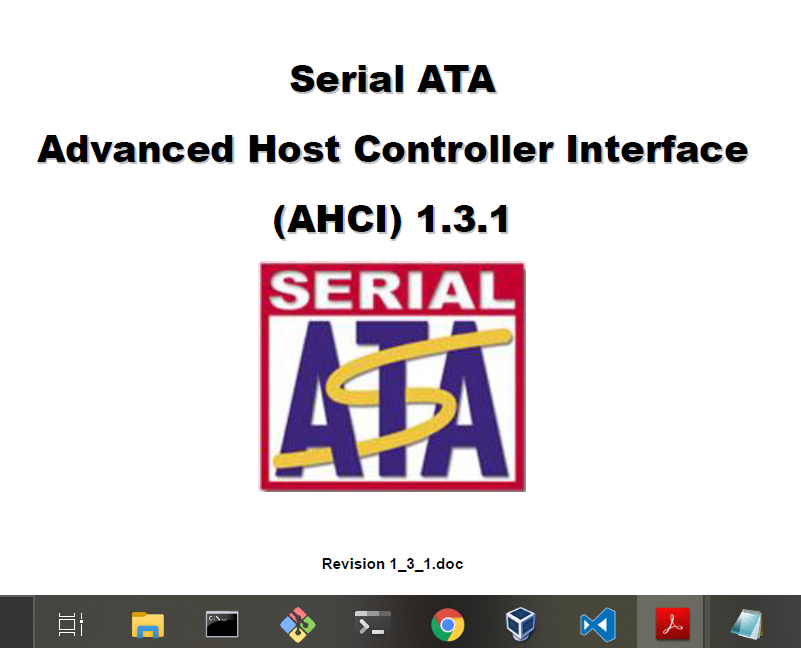 Serial ATA
Advanced Host Controller Interface
(AHCI) 1.3.1
SERIAL
ATA
Revision 1_3_1.doc